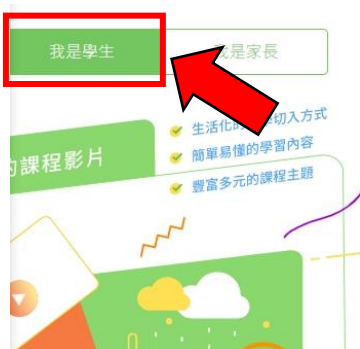 我是學生
我是家長
生活化的 切入方式
的課程影片
簡單易懂的學習內容
豐富多元的課程主題